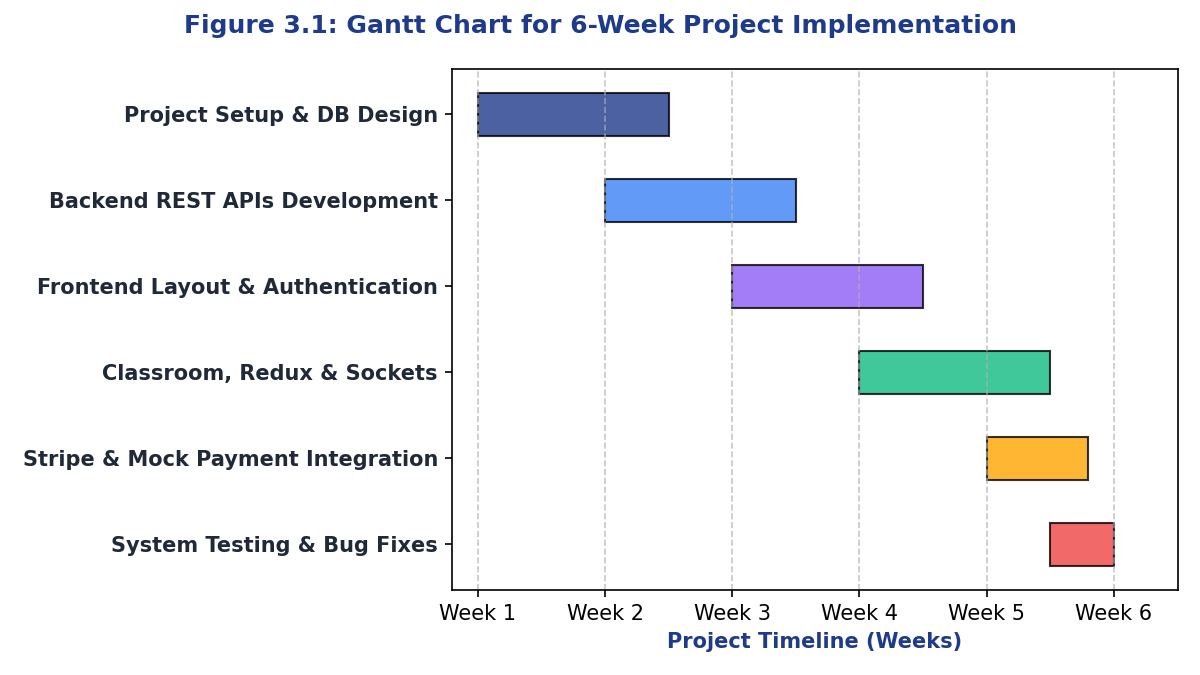 Figure 3.1: Gantt Chart for 6-Week Project Implementation
Project Setup & DB Design
Backend REST APIs Development
Frontend Layout & Authentication
Classroom, Redux & Sockets
Stripe & Mock Payment Integration
System Testing & Bug Fixes
Week 1 Week 2 Week 3 Week 4 Week 5 Week 6
Project Timeline (Weeks)